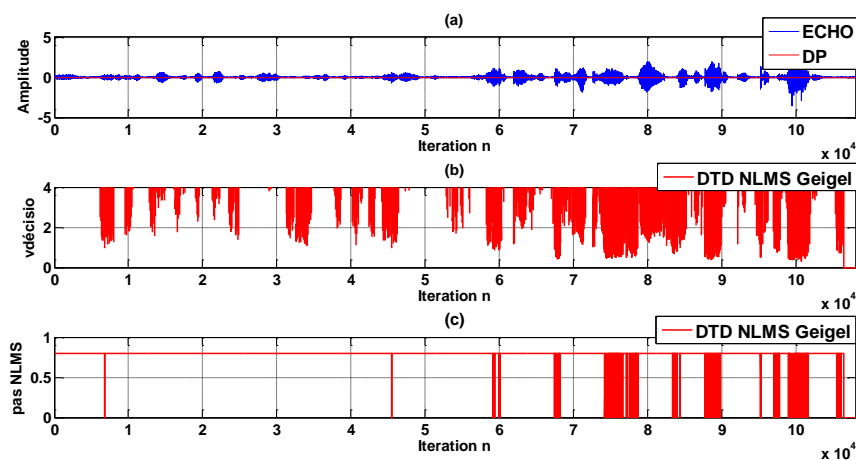 (a)
Amplitude
5
0
-5
ECHO
DP
0 1 2 3 4 5 6 7 8 9 10
Iteration n
x 10^4
(b)
vdécisio
4
2
0
DTD NLMS Geigel
0 1 2 3 4 5 6 7 8 9 10
Iteration n
x 10^4
(c)
pas NLMS
1
0.5
0
DTD NLMS Geigel
0 1 2 3 4 5 6 7 8 9 10
Iteration n
x 10^4